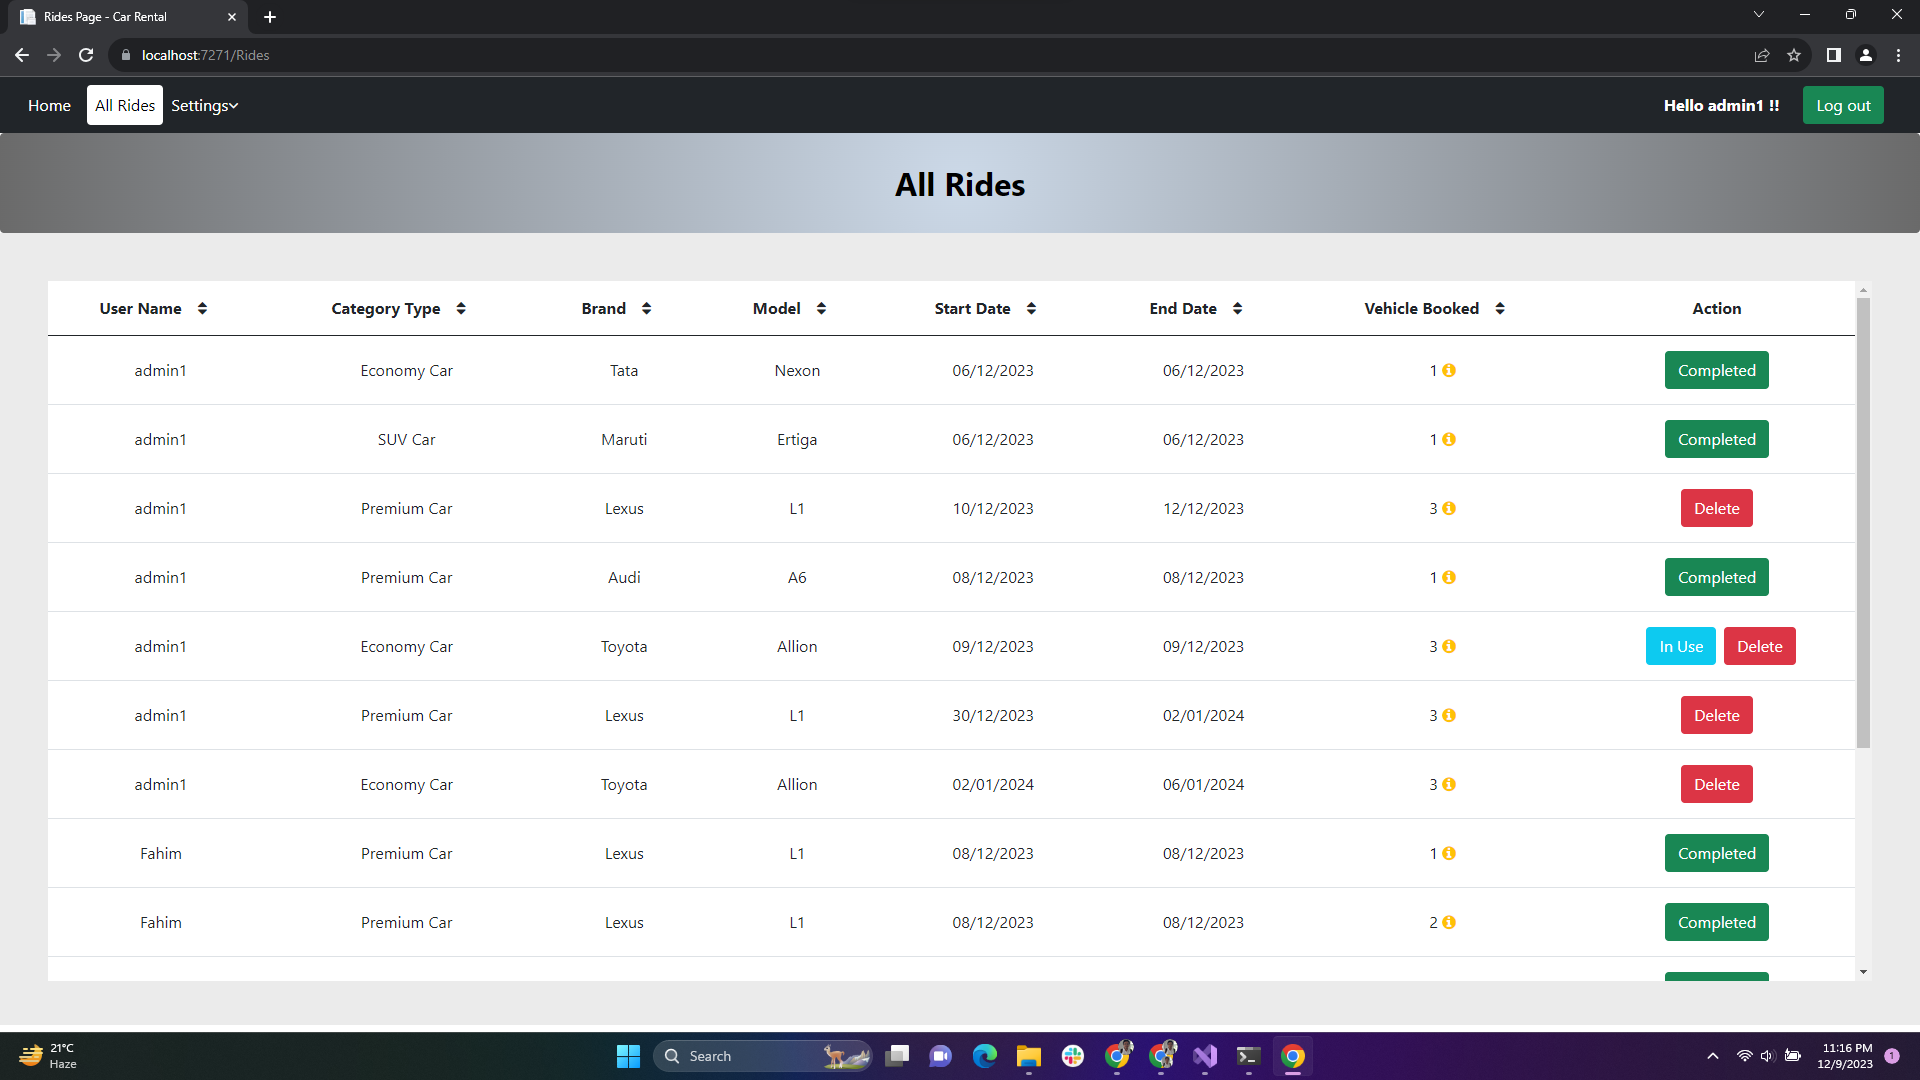 Rides Page - Car Rental
localhost:7271/Rides
Home All Rides Settings Hello admin1 !! Log out
All Rides
User Name Category Type Brand Model Start Date End Date Vehicle Booked Action
admin1 Economy Car Tata Nexon 06/12/2023 06/12/2023 1 Completed
admin1 SUV Car Maruti Ertiga 06/12/2023 06/12/2023 1 Completed
admin1 Premium Car Lexus L1 10/12/2023 12/12/2023 3 Delete
admin1 Premium Car Audi A6 08/12/2023 08/12/2023 1 Completed
admin1 Economy Car Toyota Allion 09/12/2023 09/12/2023 3 In Use Delete
admin1 Premium Car Lexus L1 30/12/2023 02/01/2024 3 Delete
admin1 Economy Car Toyota Allion 02/01/2024 06/01/2024 3 Delete
Fahim Premium Car Lexus L1 08/12/2023 08/12/2023 1 Completed
Fahim Premium Car Lexus L1 08/12/2023 08/12/2023 2 Completed
21°C
Haze
Search
11:16 PM
12/9/2023
1